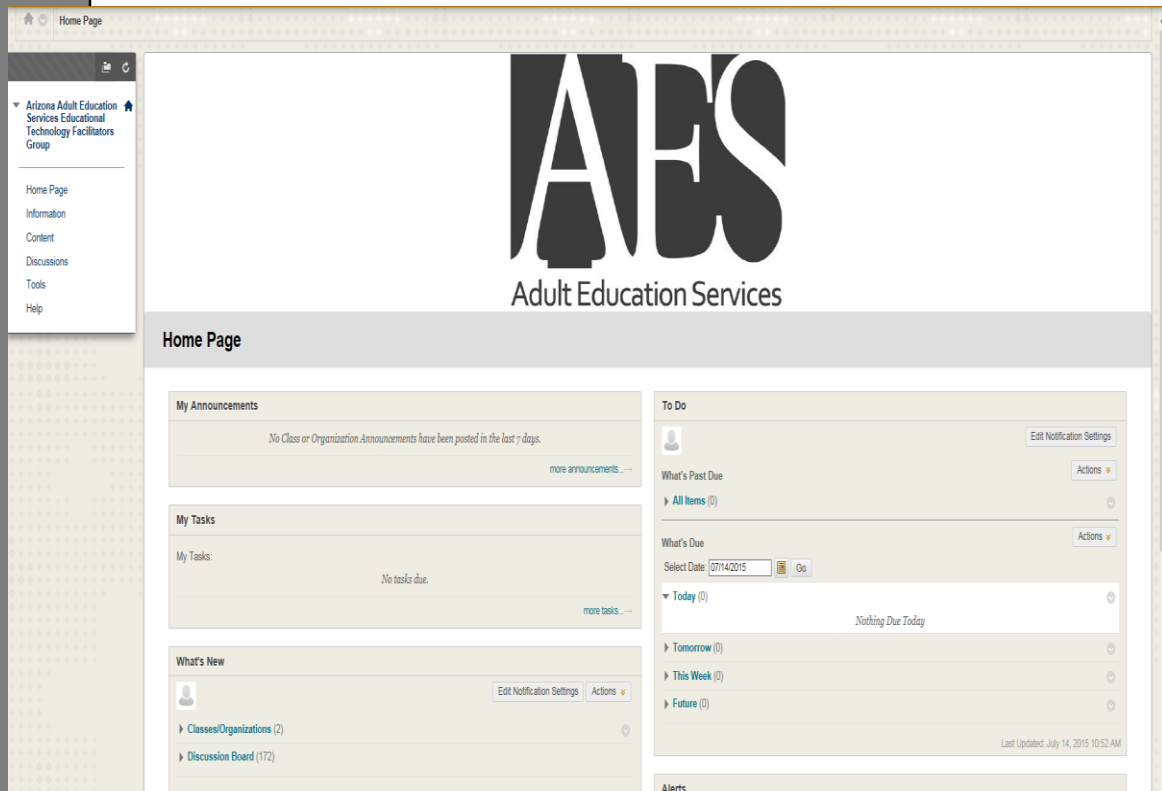 Home Page
Arizona Adult Education
Services Educational
Technology Facilitators
Group
Home Page
Information
Content
Discussions
Tools
Help
AES
Adult Education Services
Home Page
My Announcements
No Class or Organization Announcements have been posted in the last 7 days.
more announcements...→
My Tasks
My Tasks:
No tasks due.
more tasks...→
What's New
Edit Notification Settings
Actions
Classes/Organizations (2)
Discussion Board (172)
To Do
Edit Notification Settings
What's Past Due
Actions
All Items (0)
What's Due
Actions
Select Date: 07/14/2015 Go
Today (0)
Nothing Due Today
Tomorrow (0)
This Week (0)
Future (0)
Last Updated: July 14, 2015 10:52 AM
Alerts